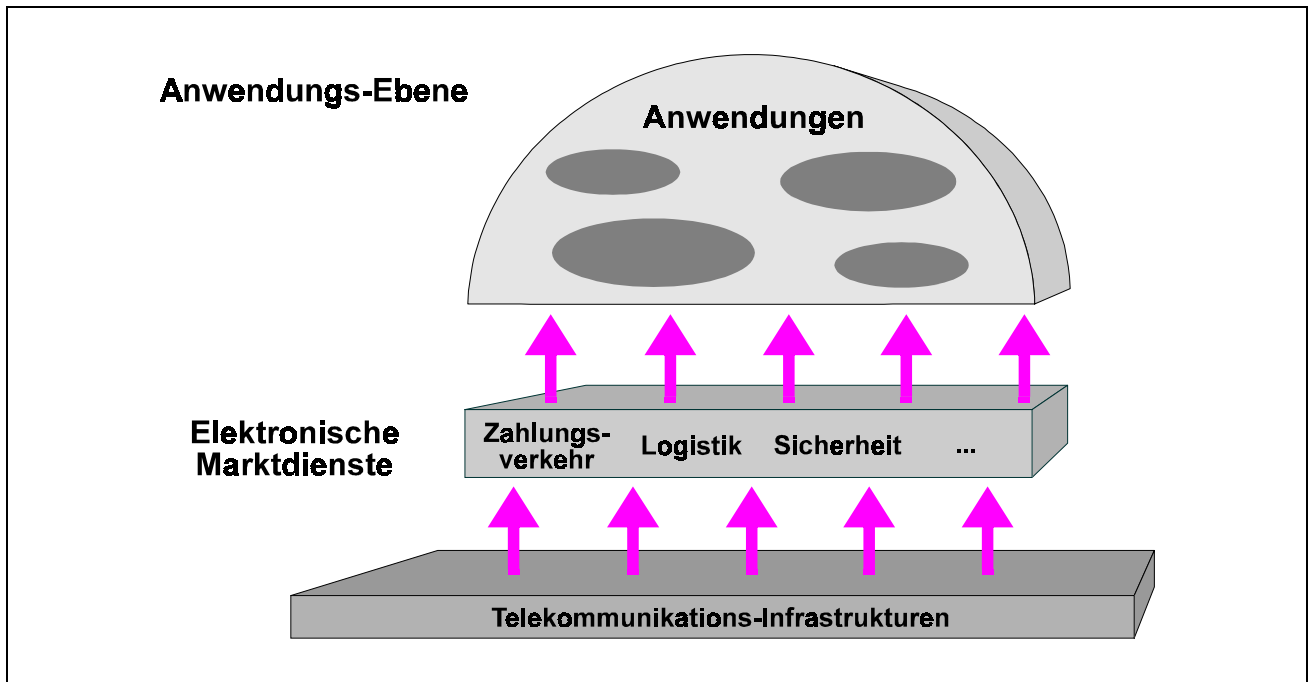 Anwendungs-Ebene
Anwendungen
Elektronische
Marktdienste
Zahlungs-
verkehr
Logistik
Sicherheit
...
Telekommunikations-Infrastrukturen